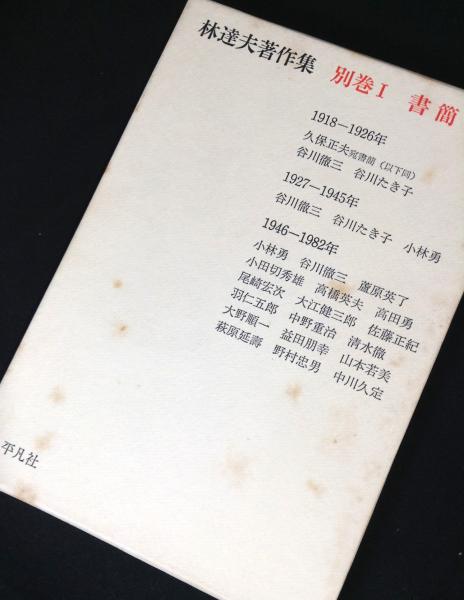 林達夫著作集 別巻Ⅰ 書簡
1918―1926年
久保正夫宛書簡(以下同)
谷川徹三 谷川たき子
1927―1945年
谷川徹三 谷川たき子 小林勇
1946―1982年
小林勇 谷川徹三 蘆原英了
小田切秀雄 高橋英夫 高田勇
尾崎宏次 大江健三郎 佐藤正紀
羽仁五郎 中野重治 清水徹
大野順一 益田朋幸 山本若美
萩原延壽 野村忠男 中川久定
平凡社